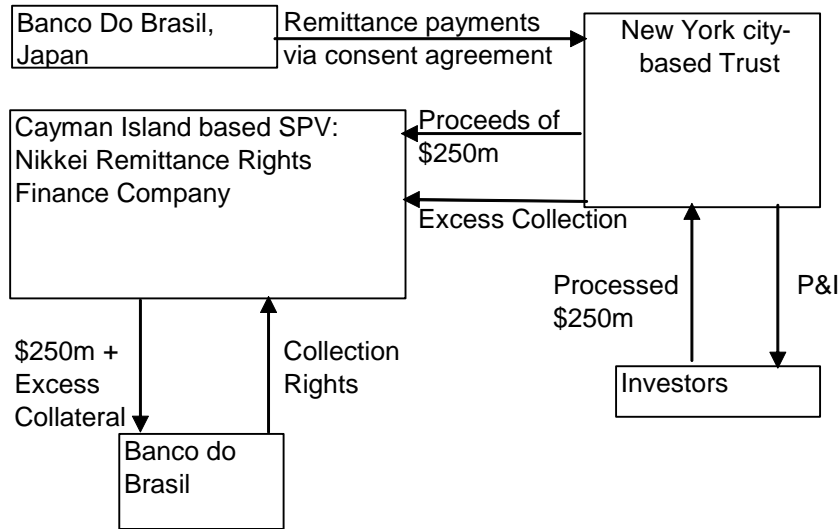 Banco Do Brasil,
Japan
Remittance payments
via consent agreement
New York city-
based Trust
Cayman Island based SPV:
Nikkei Remittance Rights
Finance Company
Proceeds of
$250m
Excess Collection
Processed
$250m
P&I
$250m +
Excess
Collateral
Collection
Rights
Investors
Banco do
Brasil